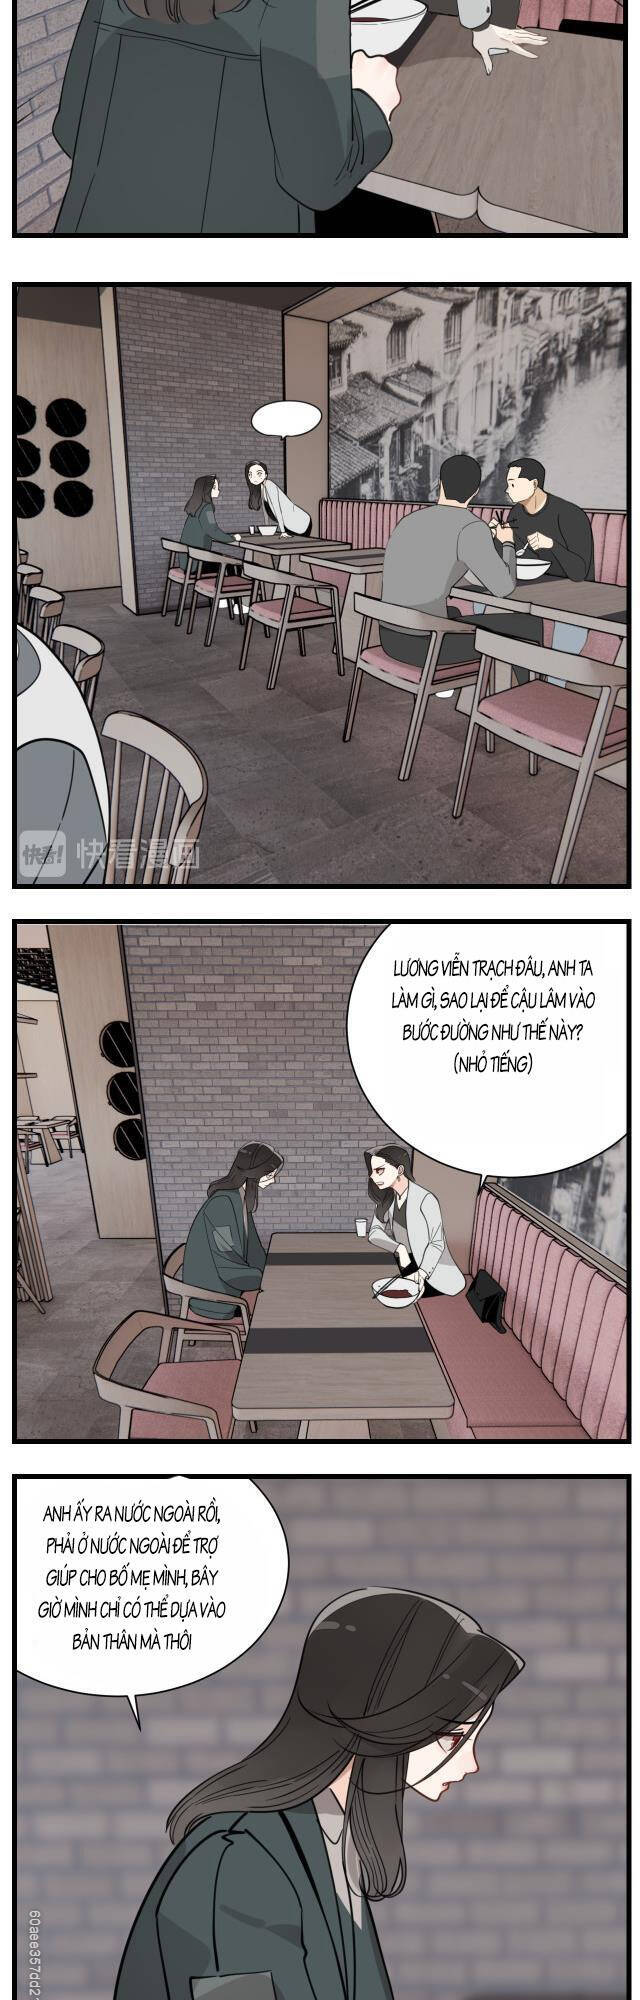 快看!快看漫画
LƯƠNG VIỄN TRẠCH ĐÂU, ANH TA
LÀM GÌ, SAO LẠI ĐỂ CẬU LÂM VÀO
BƯỚC ĐƯỜNG NHƯ THẾ NÀY?
(NHỎ TIẾNG)
ANH ẤY RA NƯỚC NGOÀI RỒI,
PHẢI Ở NƯỚC NGOÀI ĐỂ TRỢ
GIÚP CHO BỐ MẸ MÌNH, BÂY
GIỜ MÌNH CHỈ CÓ THỂ DỰA VÀO
BẢN THÂN MÀ THÔI